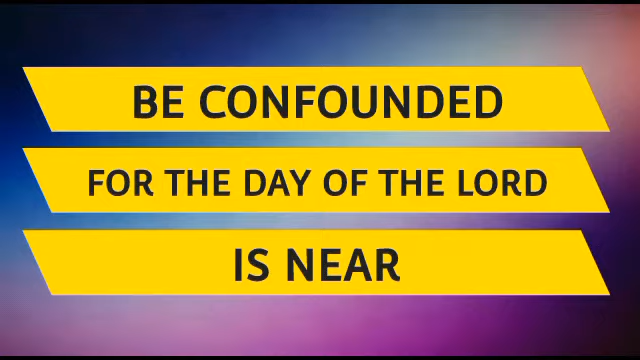 BE CONFOUNDED
FOR THE DAY OF THE LORD
IS NEAR